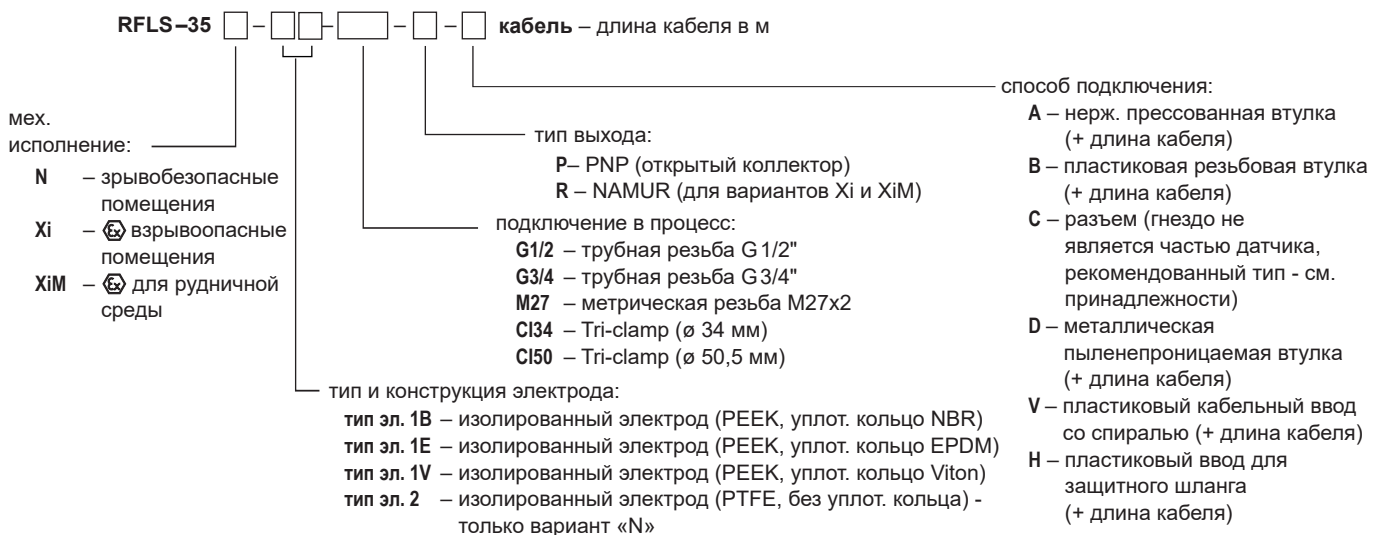 RFLS–35 – – – – кабель – длина кабеля в м
мех.
исполнение:
N – зрывобезопасные
помещения
Xi – Ex взрывоопасные
помещения
XiM – Ex для рудничной
среды
тип выхода:
P– PNP (открытый коллектор)
R – NAMUR (для вариантов Xi и XiM)
подключение в процесс:
G1/2 – трубная резьба G 1/2"
G3/4 – трубная резьба G 3/4"
M27 – метрическая резьба M27x2
Cl34 – Tri-clamp (ø 34 мм)
Cl50 – Tri-clamp (ø 50,5 мм)
тип и конструкция электрода:
тип эл. 1B – изолированный электрод (PEEK, уплот. кольцо NBR)
тип эл. 1E – изолированный электрод (PEEK, уплот. кольцо EPDM)
тип эл. 1V – изолированный электрод (PEEK, уплот. кольцо Viton)
тип эл. 2 – изолированный электрод (PTFE, без уплот. кольца) -
только вариант «N»
способ подключения:
A – нерж. прессованная втулка
(+ длина кабеля)
B – пластиковая резьбовая втулка
(+ длина кабеля)
C – разъем (гнездо не
является частью датчика,
рекомендованный тип - см.
принадлежности)
D – металлическая
пыленепроницаемая втулка
(+ длина кабеля)
V – пластиковый кабельный ввод
со спиралью (+ длина кабеля)
H – пластиковый ввод для
защитного шланга
(+ длина кабеля)